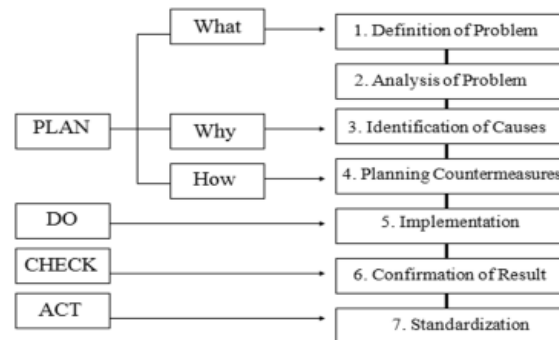 What
1. Definition of Problem
2. Analysis of Problem
PLAN
Why
3. Identification of Causes
How
4. Planning Countermeasures
DO
5. Implementation
CHECK
6. Confirmation of Result
ACT
7. Standardization